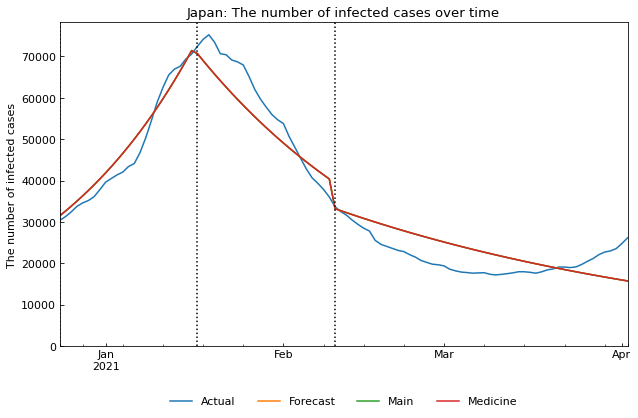 Japan: The number of infected cases over time
The number of infected cases
70000
60000
50000
40000
30000
20000
10000
0
Jan
2021
Feb
Mar
Apr
Actual
Forecast
Main
Medicine